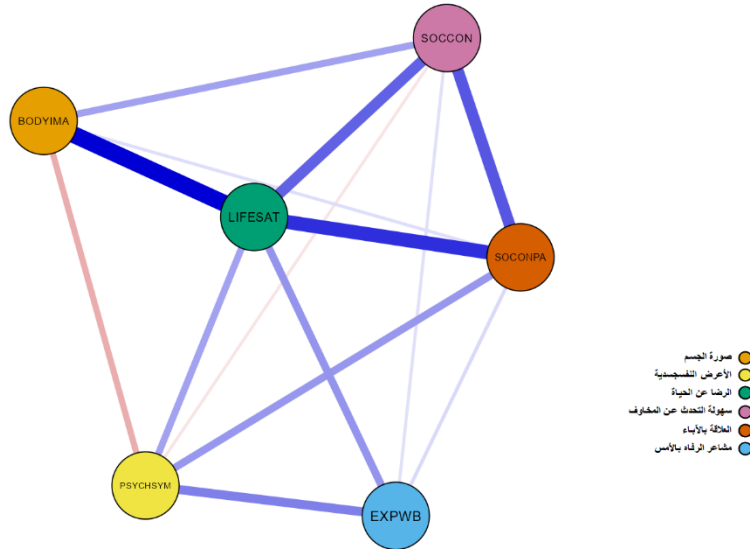 SOCCON
BODYIMA
LIFESAT
SOCONPA
PSYCHSYM
EXPWB
صورة الجسم
الأعرض النفسجسدية
الرضا عن الحياة
سهولة التحدث عن المخاوف
العلاقة بالآباء
مشاعر الرفاه بالأمس